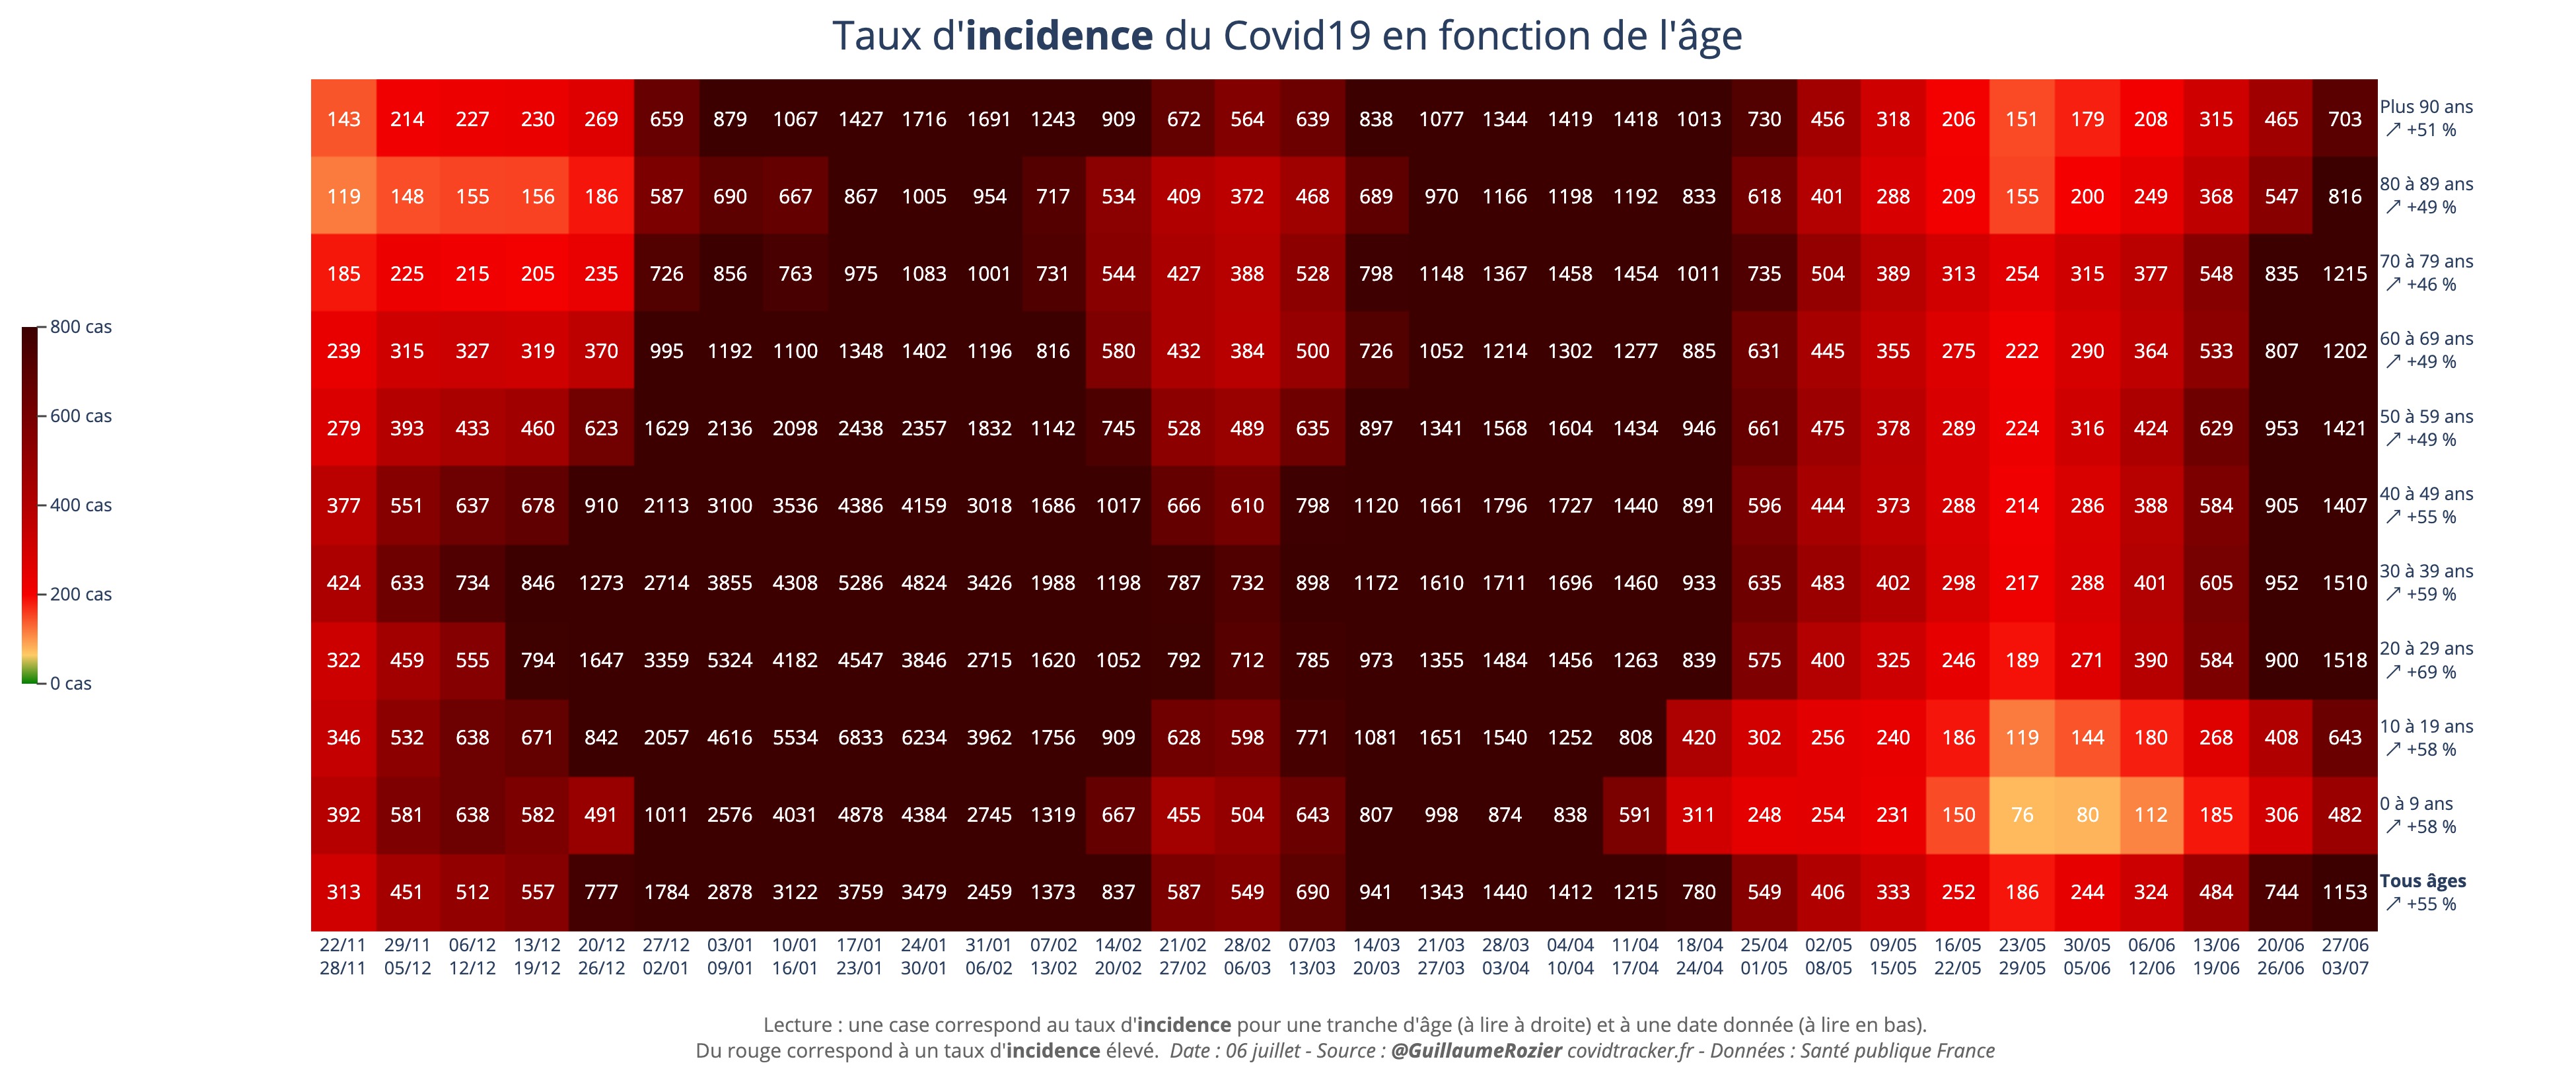 Taux d'incidence du Covid19 en fonction de l'âge
143 214 227 230 269 659 879 1067 1427 1716 1691 1243 909 672 564 639 838 1077 1344 1419 1418 1013 730 456 318 206 151 179 208 315 465 703 Plus 90 ans
↗ +51 %
119 148 155 156 186 587 690 667 867 1005 954 717 534 409 372 468 689 970 1166 1198 1192 833 618 401 288 209 155 200 249 368 547 816 80 à 89 ans
↗ +49 %
185 225 215 205 235 726 856 763 975 1083 1001 731 544 427 388 528 798 1148 1367 1458 1454 1011 735 504 389 313 254 315 377 548 835 1215 70 à 79 ans
↗ +46 %
239 315 327 319 370 995 1192 1100 1348 1402 1196 816 580 432 384 500 726 1052 1214 1302 1277 885 631 445 355 275 222 290 364 533 807 1202 60 à 69 ans
↗ +49 %
279 393 433 460 623 1629 2136 2098 2438 2357 1832 1142 745 528 489 635 897 1341 1568 1604 1434 946 661 475 378 289 224 316 424 629 953 1421 50 à 59 ans
↗ +49 %
377 551 637 678 910 2113 3100 3536 4386 4159 3018 1686 1017 666 610 798 1120 1661 1796 1727 1440 891 596 444 373 288 214 286 388 584 905 1407 40 à 49 ans
↗ +55 %
424 633 734 846 1273 2714 3855 4308 5286 4824 3426 1988 1198 787 732 898 1172 1610 1711 1696 1460 933 635 483 402 298 217 288 401 605 952 1510 30 à 39 ans
↗ +59 %
322 459 555 794 1647 3359 5324 4182 4547 3846 2715 1620 1052 792 712 785 973 1355 1484 1456 1263 839 575 400 325 246 189 271 390 584 900 1518 20 à 29 ans
↗ +69 %
346 532 638 671 842 2057 4616 5534 6833 6234 3962 1756 909 628 598 771 1081 1651 1540 1252 808 420 302 256 240 186 119 144 180 268 408 643 10 à 19 ans
↗ +58 %
392 581 638 582 491 1011 2576 4031 4878 4384 2745 1319 667 455 504 643 807 998 874 838 591 311 248 254 231 150 76 80 112 185 306 482 0 à 9 ans
↗ +58 %
313 451 512 557 777 1784 2878 3122 3759 3479 2459 1373 837 587 549 690 941 1343 1440 1412 1215 780 549 406 333 252 186 244 324 484 744 1153 Tous âges
↗ +55 %
22/11 29/11 06/12 13/12 20/12 27/12 03/01 10/01 17/01 24/01 31/01 07/02 14/02 21/02 28/02 07/03 14/03 21/03 28/03 04/04 11/04 18/04 25/04 02/05 09/05 16/05 23/05 30/05 06/06 13/06 20/06 27/06
28/11 05/12 12/12 19/12 26/12 02/01 09/01 16/01 23/01 30/01 06/02 13/02 20/02 27/02 06/03 13/03 20/03 27/03 03/04 10/04 17/04 24/04 01/05 08/05 15/05 22/05 29/05 05/06 12/06 19/06 26/06 03/07
800 cas
600 cas
400 cas
200 cas
0 cas
Lecture : une case correspond au taux d'incidence pour une tranche d'âge (à lire à droite) et à une date donnée (à lire en bas).
Du rouge correspond à un taux d'incidence élevé. Date : 06 juillet - Source : @GuillaumeRozier covidtracker.fr - Données : Santé publique France